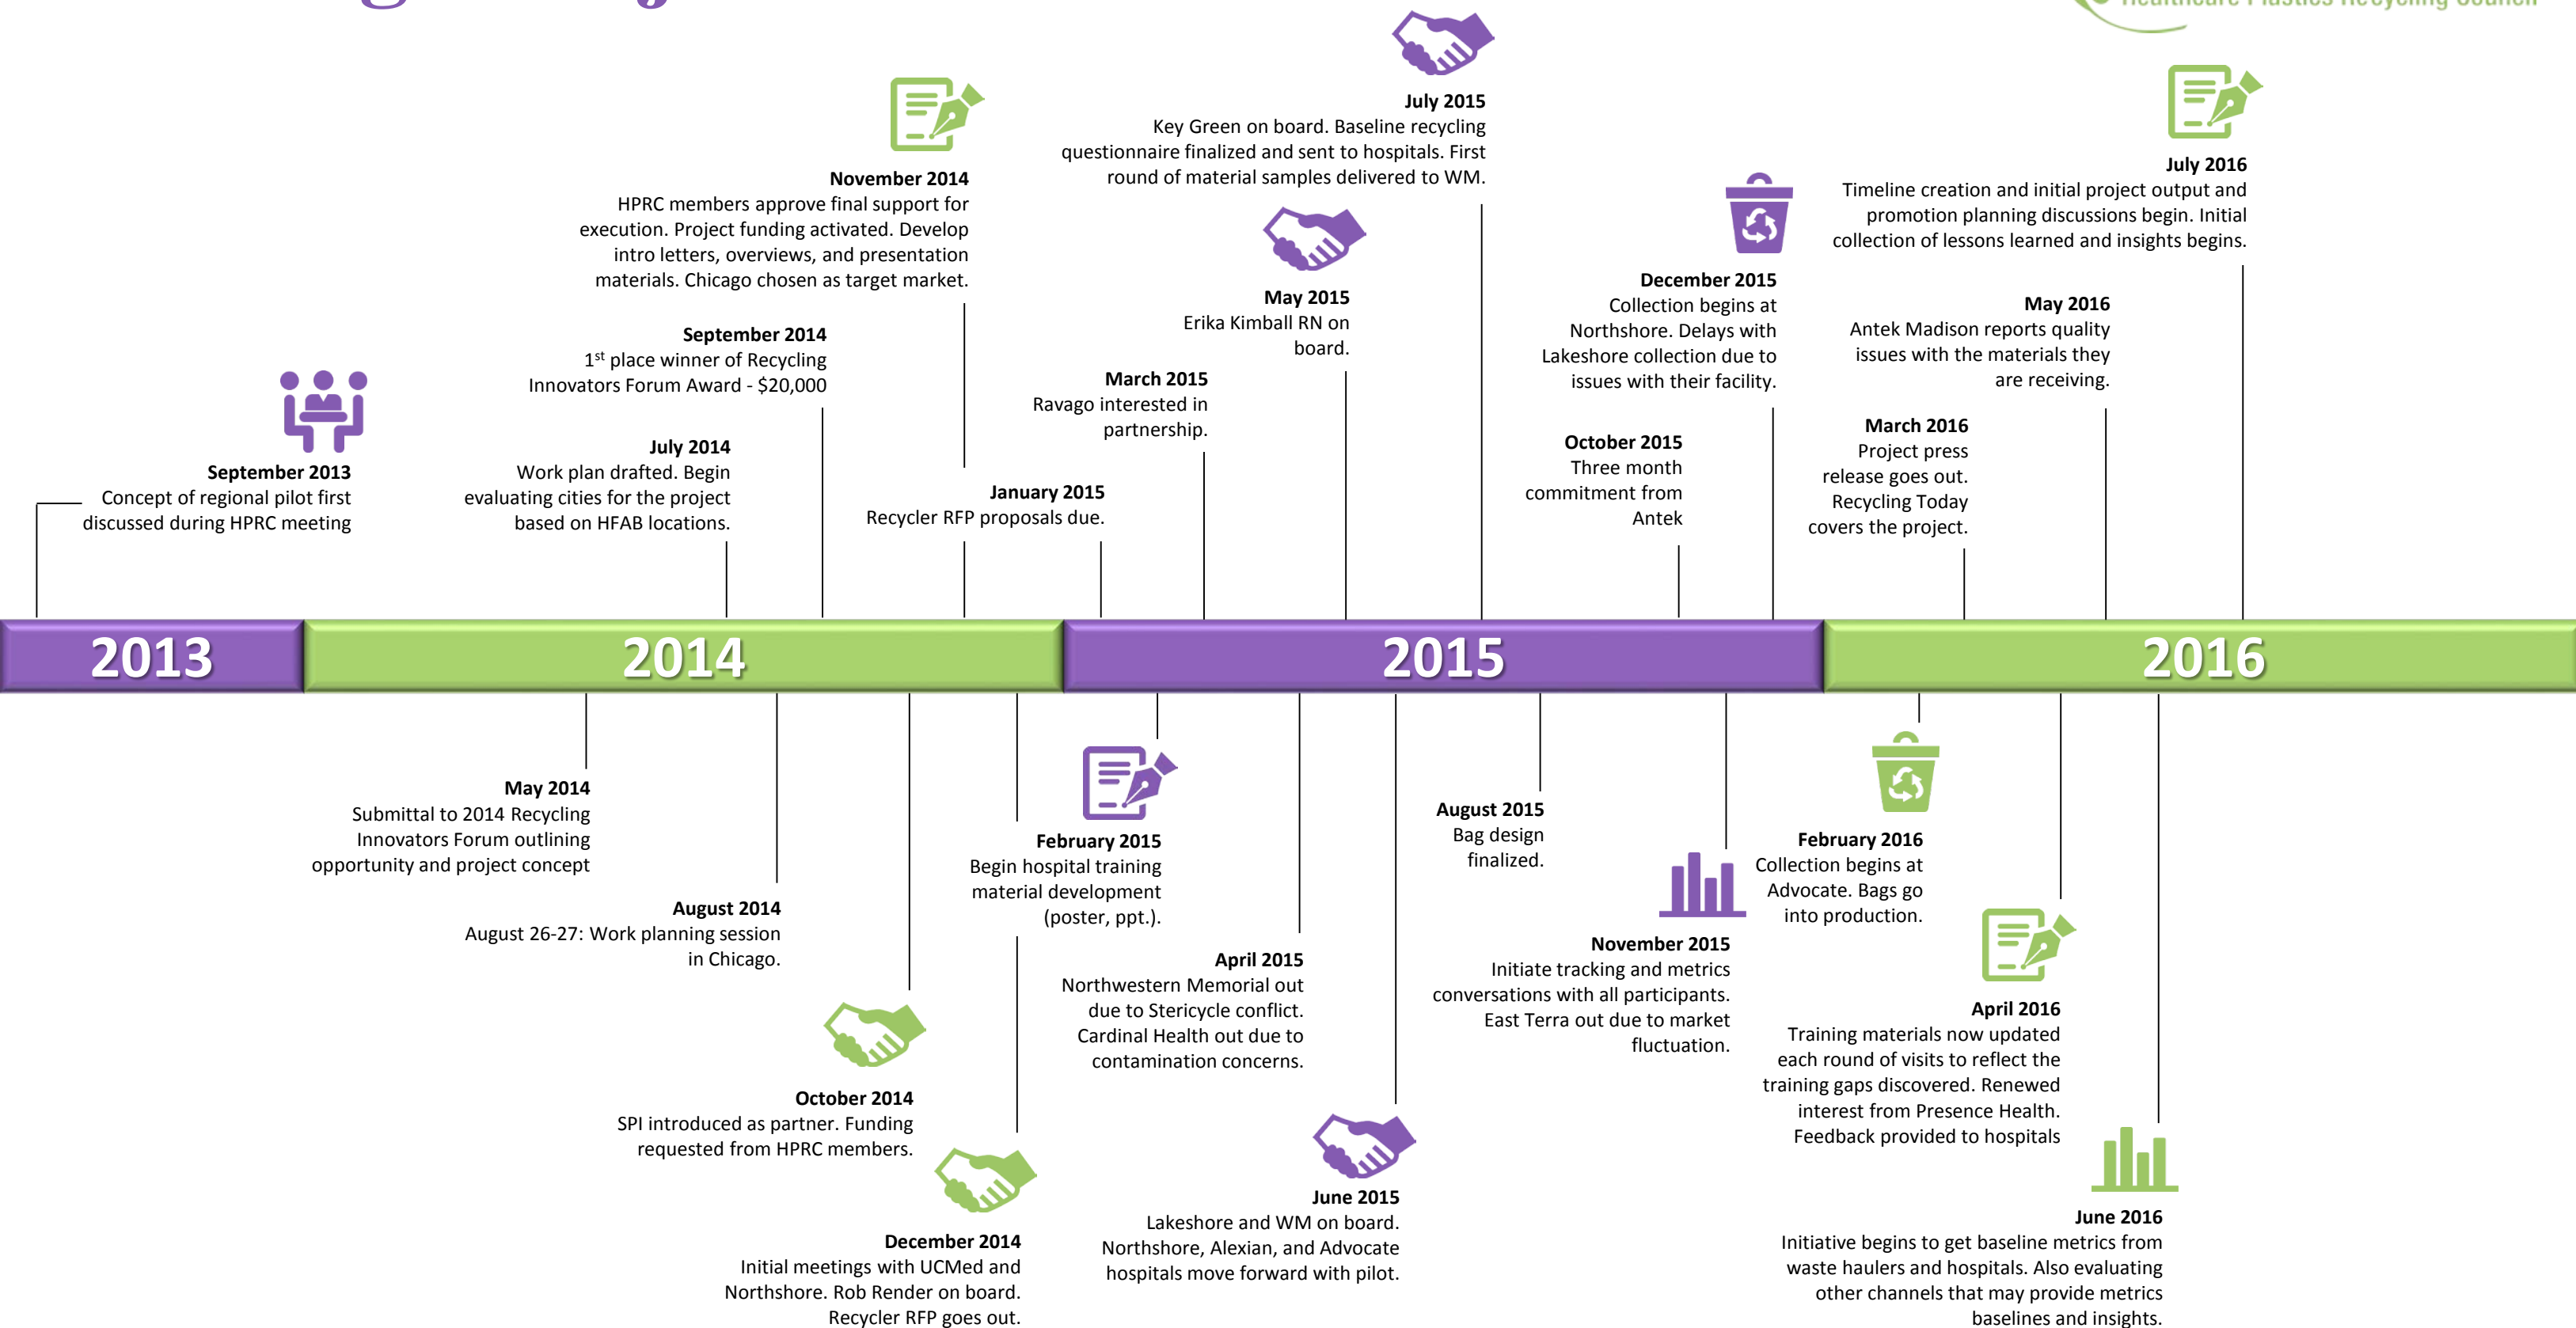 Healthcare Plastics Recycling Council
July 2015
Key Green on board. Baseline recycling
questionnaire finalized and sent to hospitals. First
round of material samples delivered to WM.
July 2016
Timeline creation and initial project output and
promotion planning discussions begin. Initial
collection of lessons learned and insights begins.
November 2014
HPRC members approve final support for
execution. Project funding activated. Develop
intro letters, overviews, and presentation
materials. Chicago chosen as target market.
December 2015
Collection begins at
Northshore. Delays with
Lakeshore collection due to
issues with their facility.
May 2015
Erika Kimball RN on
board.
May 2016
Antek Madison reports quality
issues with the materials they
are receiving.
September 2014
1st place winner of Recycling
Innovators Forum Award - $20,000
March 2015
Ravago interested in
partnership.
March 2016
Project press
release goes out.
Recycling Today
covers the project.
October 2015
Three month
commitment from
Antek
July 2014
Work plan drafted. Begin
evaluating cities for the project
based on HFAB locations.
September 2013
Concept of regional pilot first
discussed during HPRC meeting
January 2015
Recycler RFP proposals due.
2013
2014
2015
2016
May 2014
Submittal to 2014 Recycling
Innovators Forum outlining
opportunity and project concept
August 2014
August 26-27: Work planning session
in Chicago.
October 2014
SPI introduced as partner. Funding
requested from HPRC members.
December 2014
Initial meetings with UCMed and
Northshore. Rob Render on board.
Recycler RFP goes out.
February 2015
Begin hospital training
material development
(poster, ppt.).
April 2015
Northwestern Memorial out
due to Stericycle conflict.
Cardinal Health out due to
contamination concerns.
June 2015
Lakeshore and WM on board.
Northshore, Alexian, and Advocate
hospitals move forward with pilot.
August 2015
Bag design
finalized.
November 2015
Initiate tracking and metrics
conversations with all participants.
East Terra out due to market
fluctuation.
February 2016
Collection begins at
Advocate. Bags go
into production.
April 2016
Training materials now updated
each round of visits to reflect the
training gaps discovered. Renewed
interest from Presence Health.
Feedback provided to hospitals
June 2016
Initiative begins to get baseline metrics from
waste haulers and hospitals. Also evaluating
other channels that may provide metrics
baselines and insights.